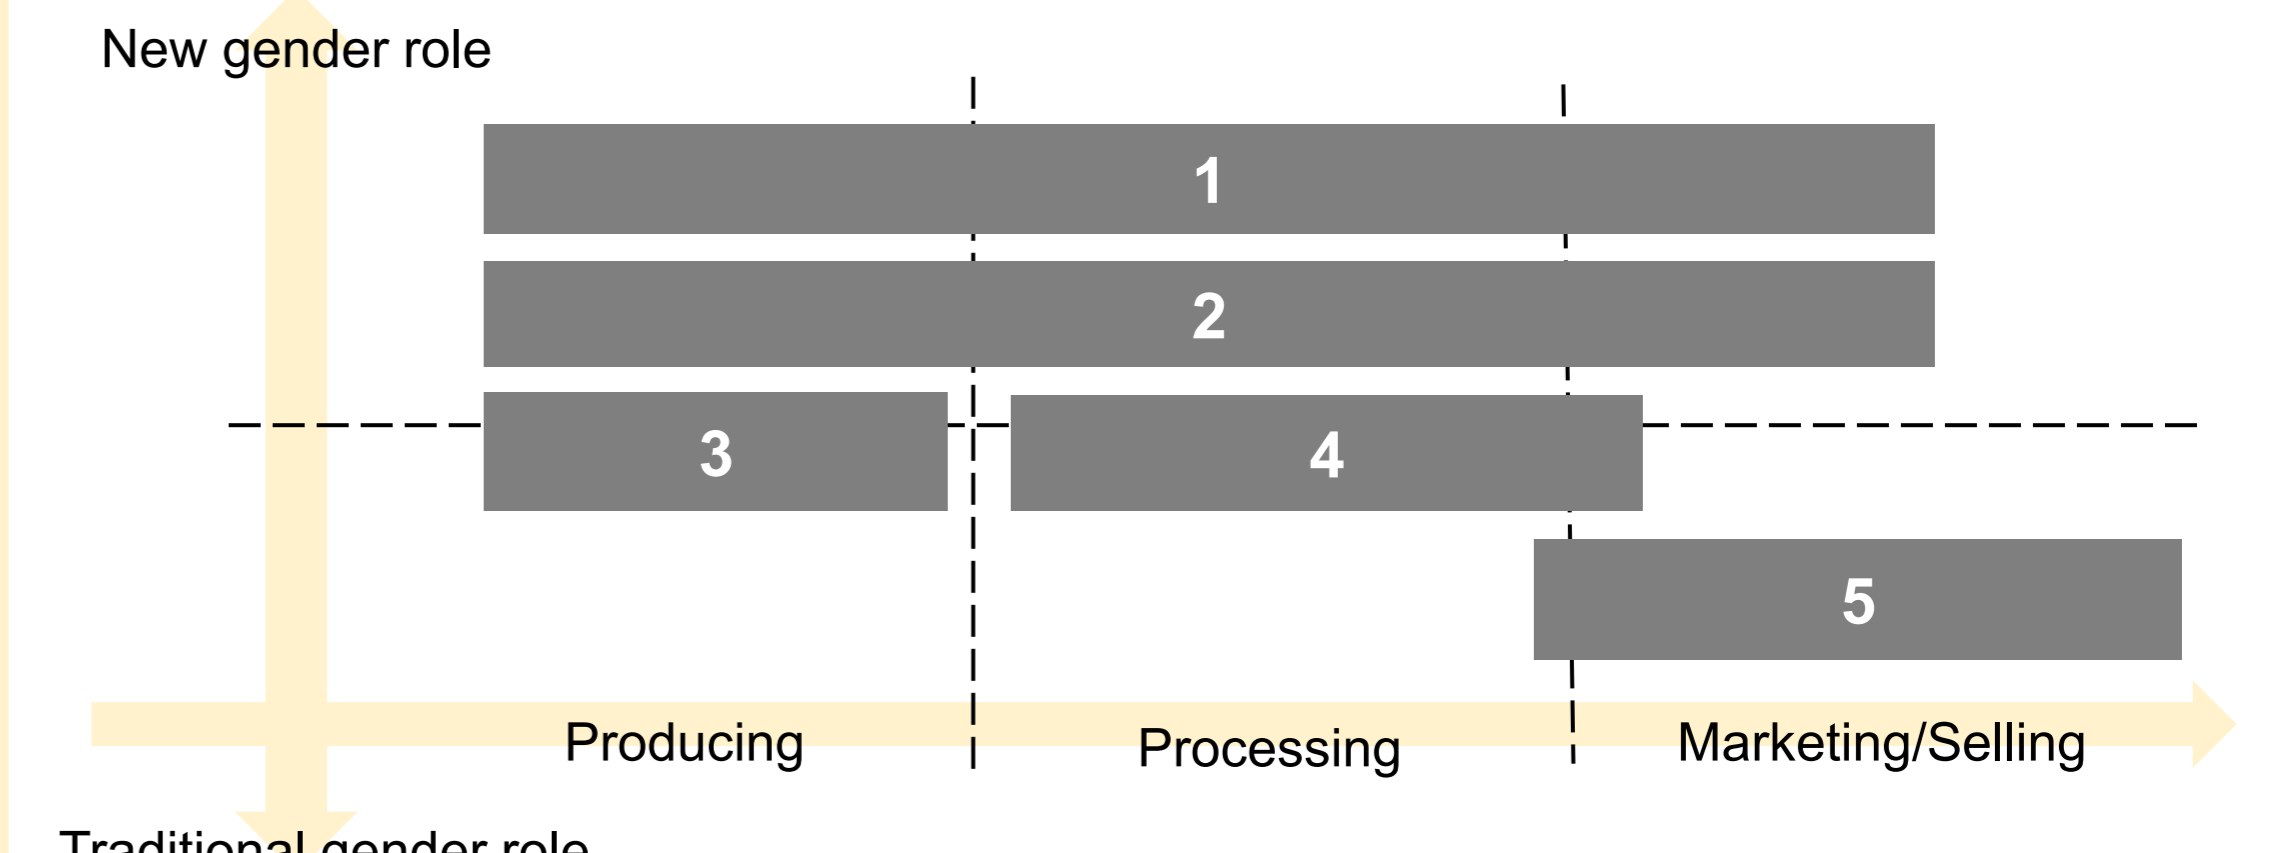 New gender role
1
2
3
4
5
Producing
Processing
Marketing/Selling
Traditional gender role